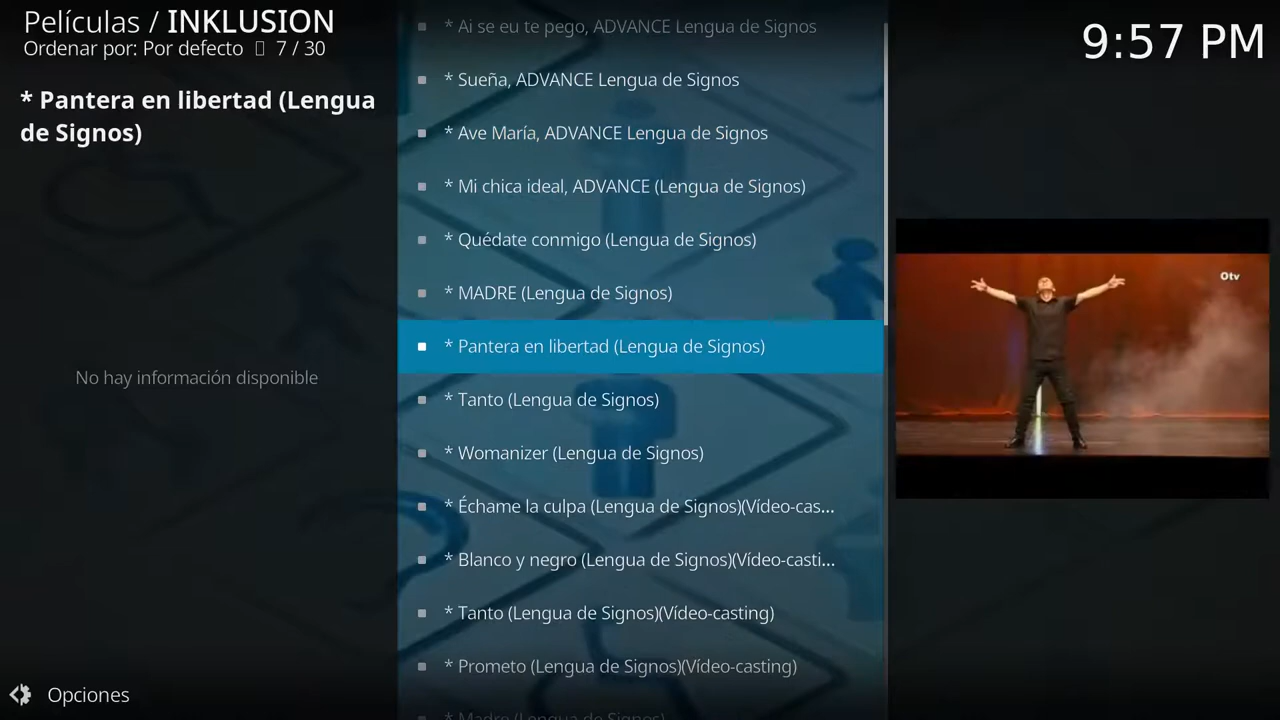 Películas / INKLUSION
Ordenar por: Por defecto 7 / 30
9:57 PM
* Pantera en libertad (Lengua
de Signos)
No hay información disponible
* Ai se eu te pego, ADVANCE Lengua de Signos
* Sueña, ADVANCE Lengua de Signos
* Ave María, ADVANCE Lengua de Signos
* Mi chica ideal, ADVANCE (Lengua de Signos)
* Quédate conmigo (Lengua de Signos)
* MADRE (Lengua de Signos)
* Pantera en libertad (Lengua de Signos)
* Tanto (Lengua de Signos)
* Womanizer (Lengua de Signos)
* Échame la culpa (Lengua de Signos)(Vídeo-cas...
* Blanco y negro (Lengua de Signos)(Vídeo-casti...
* Tanto (Lengua de Signos)(Vídeo-casting)
* Prometo (Lengua de Signos)(Vídeo-casting)
* Madre (Lengua de Signos)
Otv
Opciones